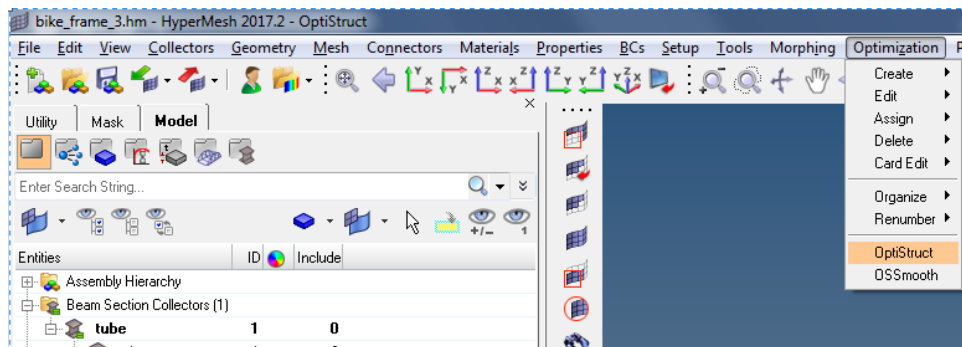 bike_frame_3.hm - HyperMesh 2017.2 - OptiStruct
File Edit View Collectors Geometry Mesh Connectors Materials Properties BCs Setup Tools Morphing Optimization
Create
Edit
Assign
Delete
Card Edit
Organize
Renumber
OptiStruct
OSSmooth
Utility Mask Model
Enter Search String...
Entities ID Include
Assembly Hierarchy
Beam Section Collectors (1)
tube 1 0